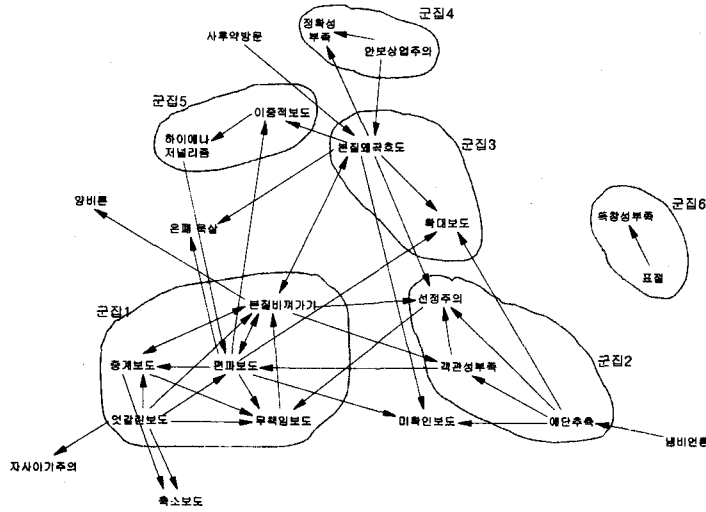 군집4
정확성
부족
사후약방문
안보상업주의
군집5
이중적보도
하이에나
저널리즘
본질왜곡호도
군집3
군집6
양비론
은폐 묵살
확대보도
독창성부족
표절
군집1
본질비껴가기
선정주의
중계보도
편파보도
객관성부족
군집2
엇갈린보도
무책임보도
미확인보도
예단추측
냄비언론
자사이기주의
축소보도